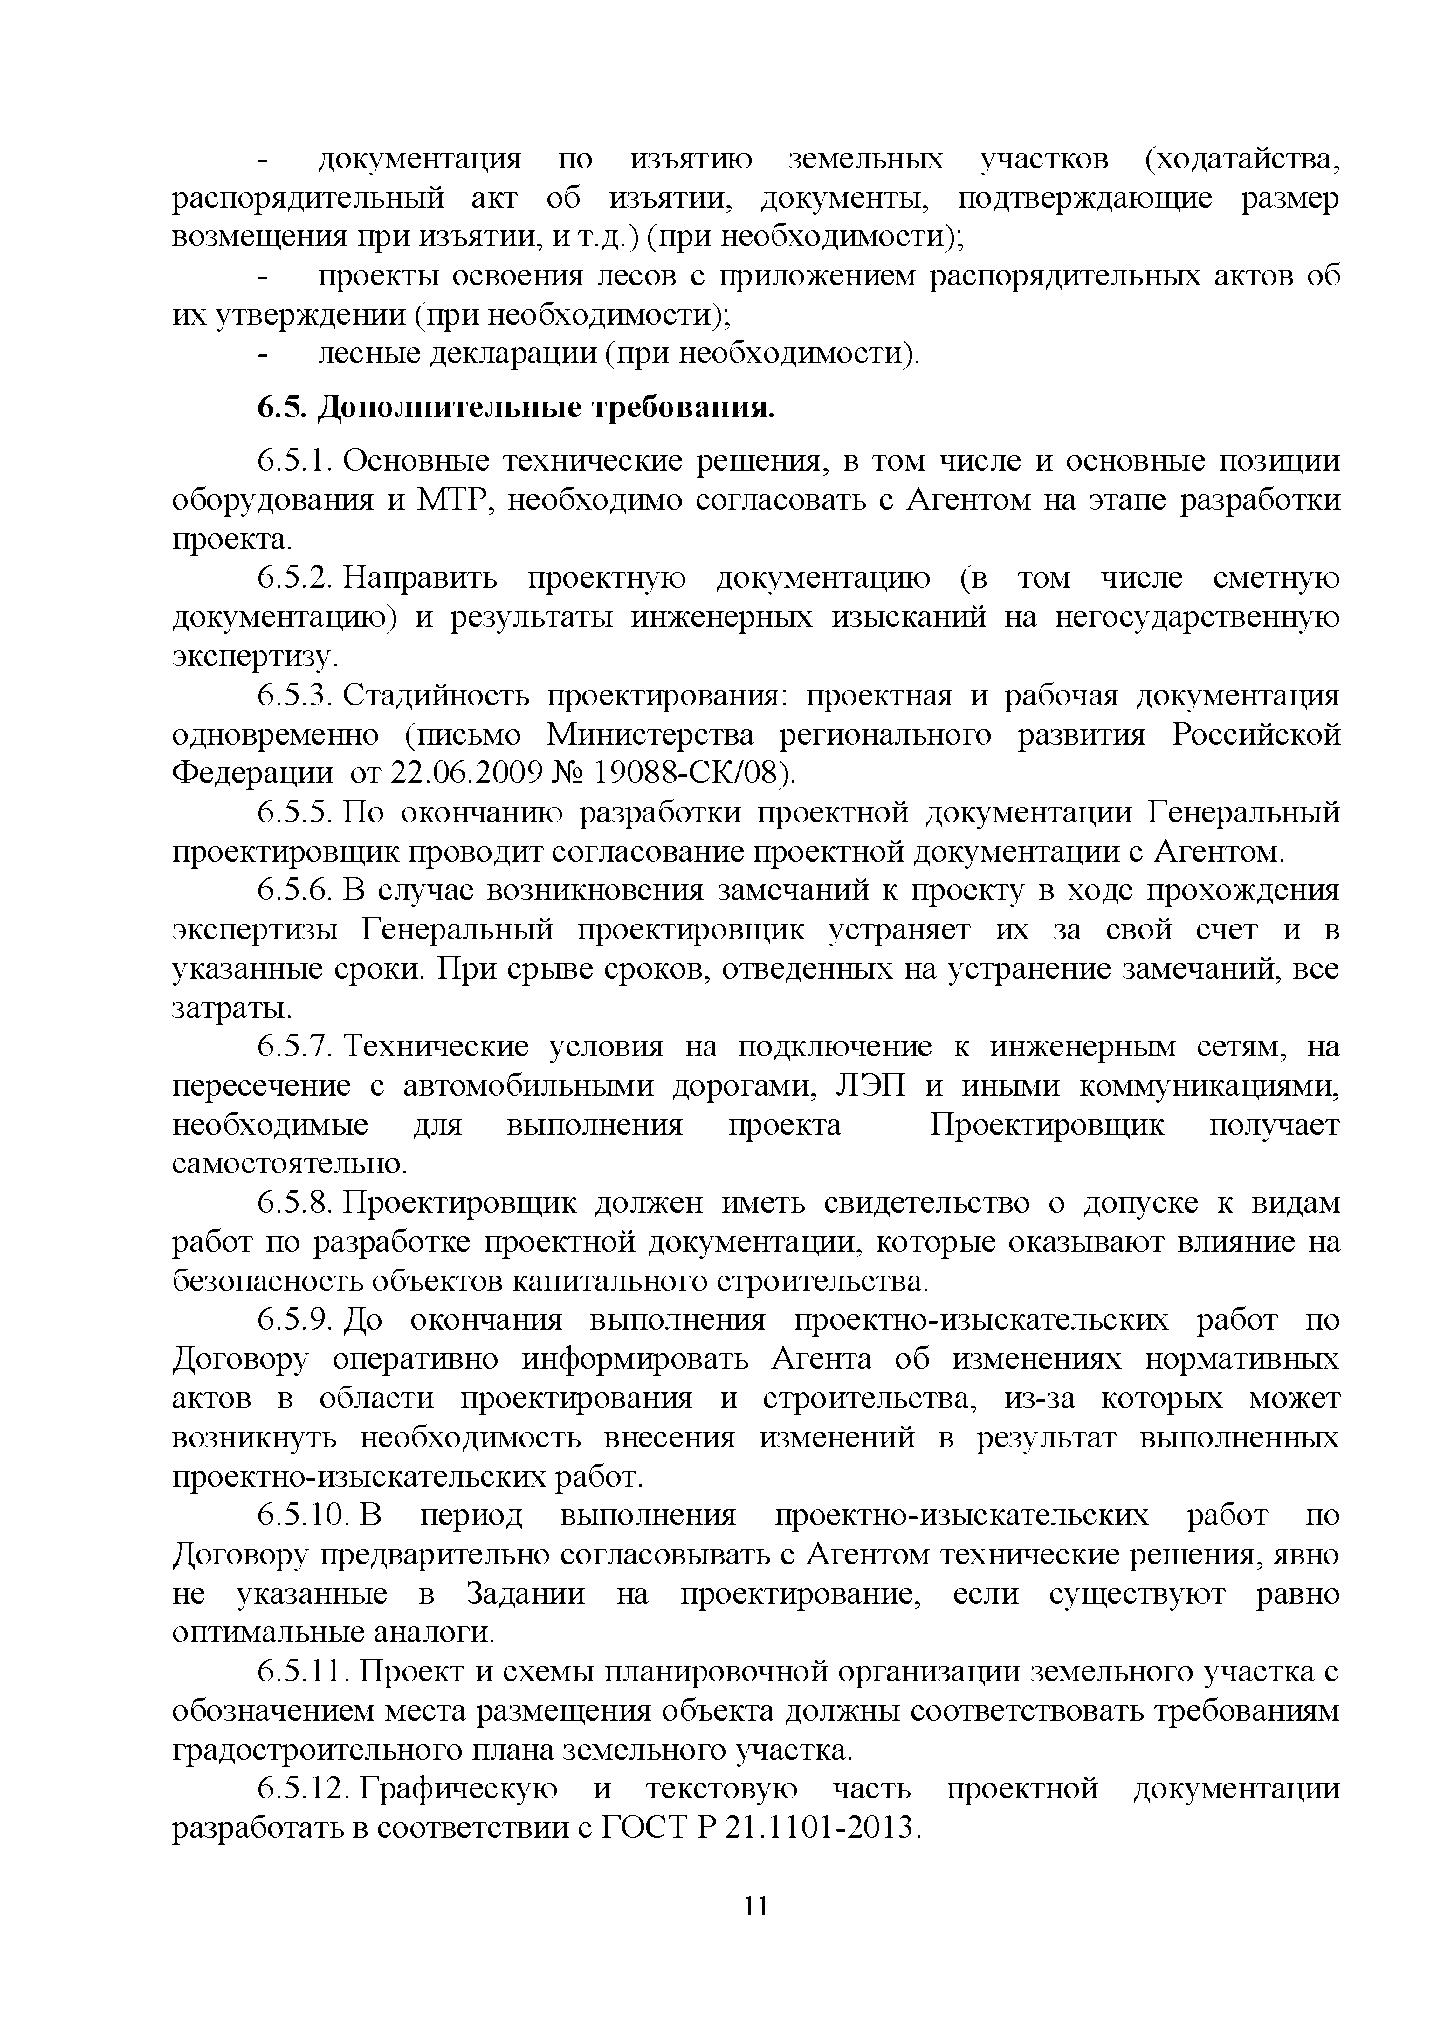 - документация по изъятию земельных участков (ходатайства,
распорядительный акт об изъятии, документы, подтверждающие размер
возмещения при изъятии, и т.д.) (при необходимости);
- проекты освоения лесов с приложением распорядительных актов об
их утверждении (при необходимости);
- лесные декларации (при необходимости).
6.5. Дополнительные требования.
6.5.1. Основные технические решения, в том числе и основные позиции
оборудования и МТР, необходимо согласовать с Агентом на этапе разработки
проекта.
6.5.2. Направить проектную документацию (в том числе сметную
документацию) и результаты инженерных изысканий на негосударственную
экспертизу.
6.5.3. Стадийность проектирования: проектная и рабочая документация
одновременно (письмо Министерства регионального развития Российской
Федерации от 22.06.2009 № 19088-СК/08).
6.5.5. По окончанию разработки проектной документации Генеральный
проектировщик проводит согласование проектной документации с Агентом.
6.5.6. В случае возникновения замечаний к проекту в ходе прохождения
экспертизы Генеральный проектировщик устраняет их за свой счет и в
указанные сроки. При срыве сроков, отведенных на устранение замечаний, все
затраты.
6.5.7. Технические условия на подключение к инженерным сетям, на
пересечение с автомобильными дорогами, ЛЭП и иными коммуникациями,
необходимые для выполнения проекта Проектировщик получает
самостоятельно.
6.5.8. Проектировщик должен иметь свидетельство о допуске к видам
работ по разработке проектной документации, которые оказывают влияние на
безопасность объектов капитального строительства.
6.5.9. До окончания выполнения проектно-изыскательских работ по
Договору оперативно информировать Агента об изменениях нормативных
актов в области проектирования и строительства, из-за которых может
возникнуть необходимость внесения изменений в результат выполненных
проектно-изыскательских работ.
6.5.10. В период выполнения проектно-изыскательских работ по
Договору предварительно согласовывать с Агентом технические решения, явно
не указанные в Задании на проектирование, если существуют равно
оптимальные аналоги.
6.5.11. Проект и схемы планировочной организации земельного участка с
обозначением места размещения объекта должны соответствовать требованиям
градостроительного плана земельного участка.
6.5.12. Графическую и текстовую часть проектной документации
разработать в соответствии с ГОСТ Р 21.1101-2013.
11